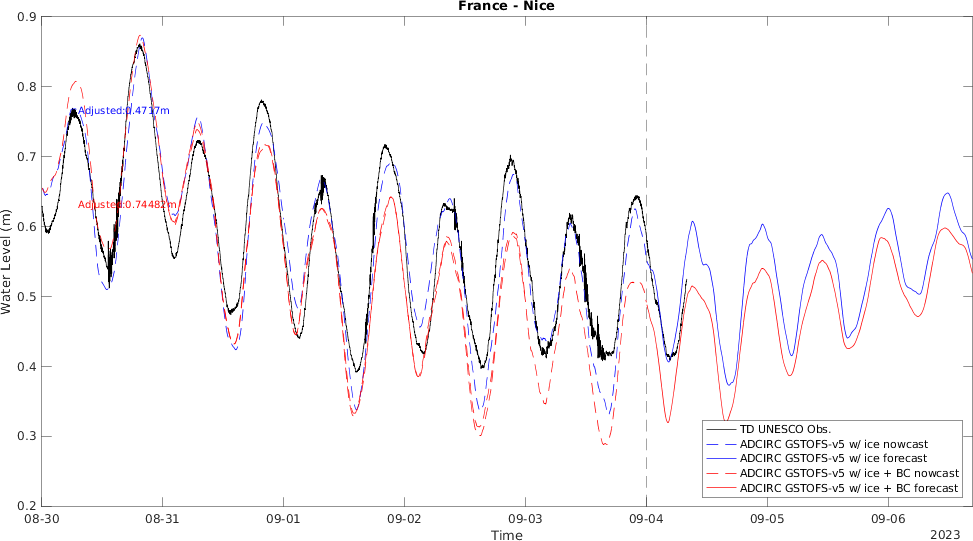 France - Nice
0.9
0.8
0.7
0.6
0.5
0.4
0.3
0.2
Water Level (m)
Adjusted:0.4717m
Adjusted:0.74482m
TD UNESCO Obs.
ADCIRC GSTOFS-v5 w/ ice nowcast
ADCIRC GSTOFS-v5 w/ ice forecast
ADCIRC GSTOFS-v5 w/ ice + BC nowcast
ADCIRC GSTOFS-v5 w/ ice + BC forecast
08-30 08-31 09-01 09-02 09-03 09-04 09-05 09-06
Time
2023